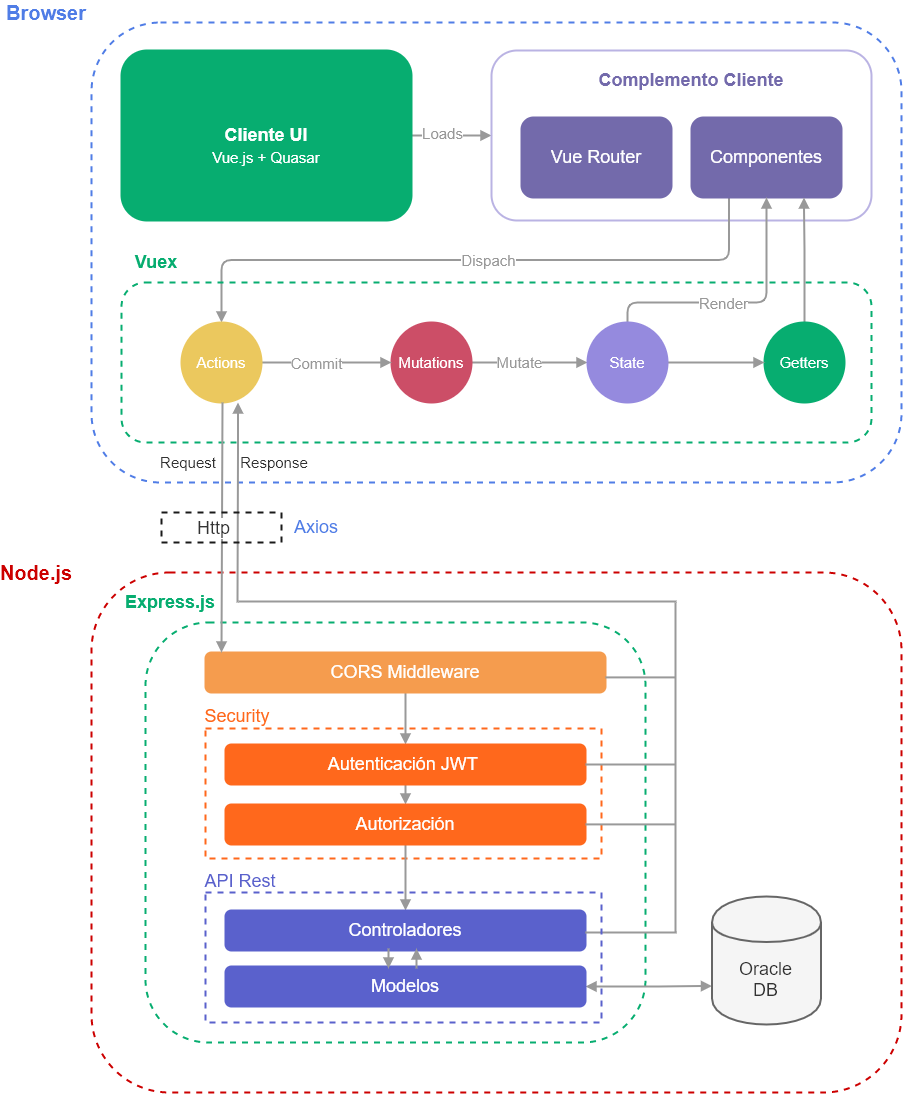 Browser
Cliente UI
Vue.js + Quasar
Loads
Complemento Cliente
Vue Router
Componentes
Vuex
Dispach
Render
Actions
Commit
Mutations
Mutate
State
Getters
Request
Response
Http
Axios
Node.js
Express.js
CORS Middleware
Security
Autenticación JWT
Autorización
API Rest
Controladores
Modelos
Oracle
DB